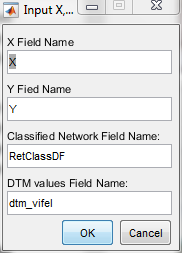 Input X,...
X Field Name
X
Y Fied Name
Y
Classified Network Field Name:
RetClassDF
DTM values Field Name:
dtm_vifel
OK Cancel